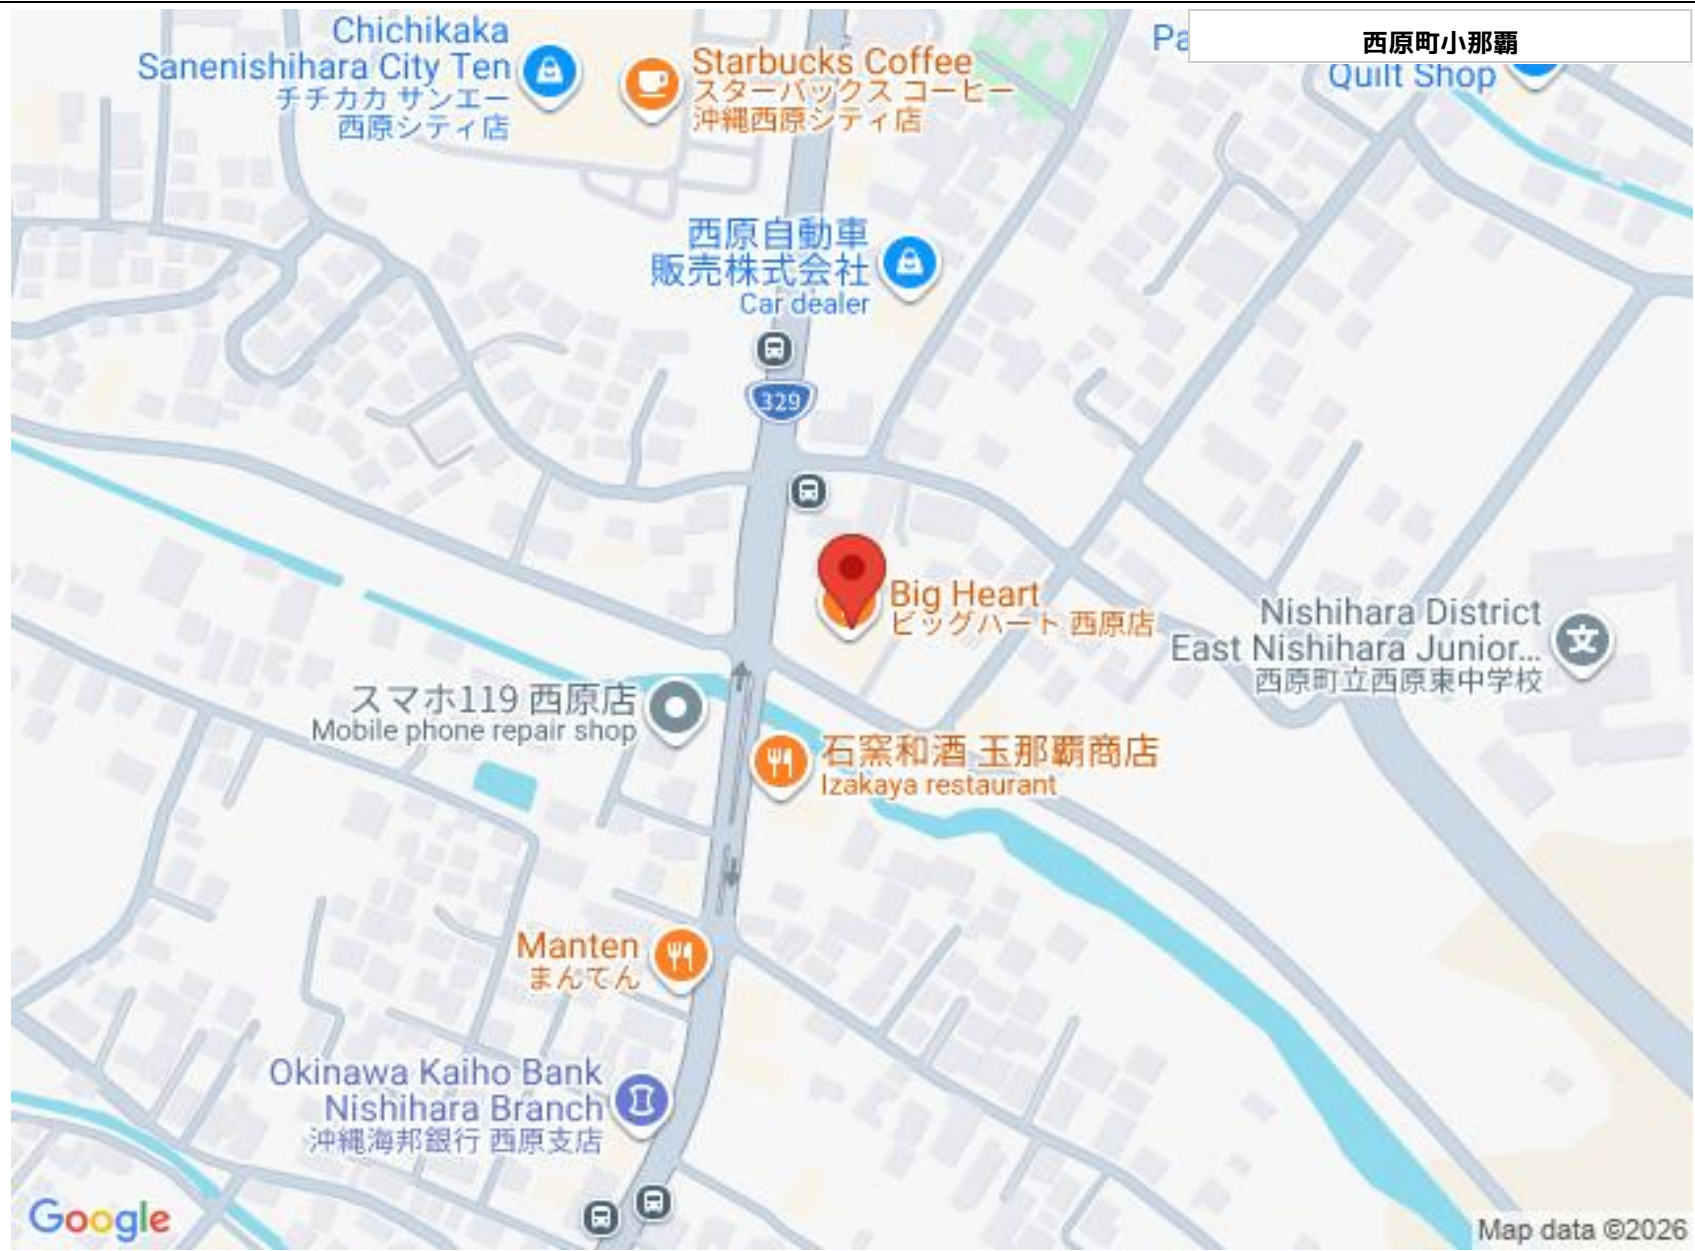 西原町小那覇
Chichikaka
Sanenishihara City Ten
チチカカ サンエー
西原シティ店
Starbucks Coffee
スターバックス コーヒー
沖縄西原シティ店
Quilt Shop
西原自動車
販売株式会社
Car dealer
329
Big Heart
ビッグハート 西原店
Nishihara District
East Nishihara Junior...
西原町立西原東中学校
文
スマホ119 西原店
Mobile phone repair shop
石窯和酒 玉那覇商店
Izakaya restaurant
Manten
まんてん
Okinawa Kaiho Bank
Nishihara Branch
沖縄海邦銀行 西原支店
Google
Map data ©2026